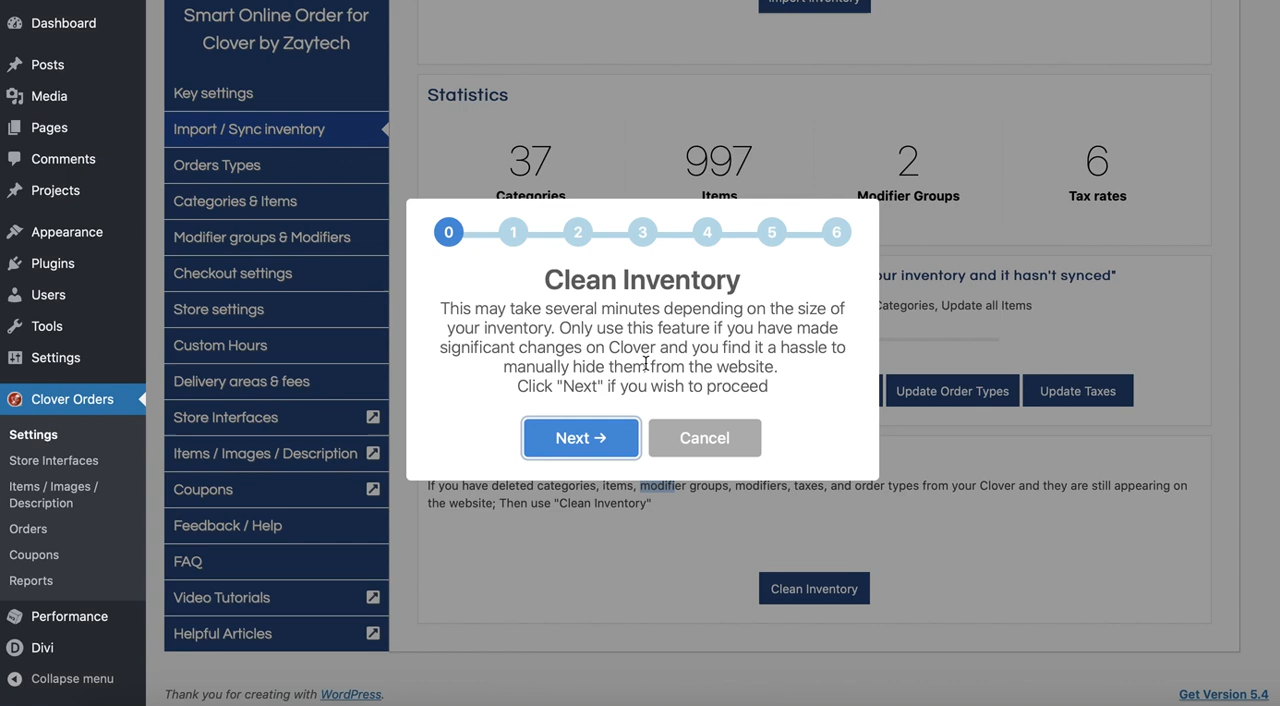 Dashboard
Posts
Media
Pages
Comments
Projects
Appearance
Plugins
Users
Tools
Settings
Clover Orders
Settings
Store Interfaces
Items / Images /
Description
Orders
Coupons
Reports
Performance
Divi
Collapse menu
Smart Online Order for
Clover by Zaytech
Key settings
Import / Sync inventory
Orders Types
Categories & Items
Modifier groups & Modifiers
Checkout settings
Store settings
Custom Hours
Delivery areas & fees
Store Interfaces
Items / Images / Description
Coupons
Feedback / Help
FAQ
Video Tutorials
Helpful Articles
Import Inventory
Statistics
37 997 2 6
Categories Items Modifier Groups Tax rates
0 1 2 3 4 5 6
Clean Inventory
This may take several minutes depending on the size of
your inventory. Only use this feature if you have made
significant changes on Clover and you find it a hassle to
manually hide them from the website.
Click "Next" if you wish to proceed
Next →
Cancel
our inventory and it hasn't synced"
Categories, Update all Items
Update Order Types
Update Taxes
If you have deleted categories, items, modifier groups, modifiers, taxes, and order types from your Clover and they are still appearing on
the website; Then use "Clean Inventory"
Clean Inventory
Thank you for creating with WordPress.
Get Version 5.4